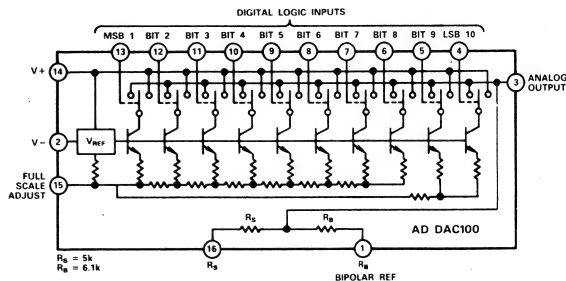 DIGITAL LOGIC INPUTS
MSB 1 BIT 2 BIT 3 BIT 4 BIT 5 BIT 6 BIT 7 BIT 8 BIT 9 LSB 10
13 12 11 10 9 8 7 6 5 4
V+ 14
3 ANALOG
OUTPUT
V− 2 VREF
FULL
SCALE 15
ADJUST
RS RB
AD DAC100
16 1
RS = 5k
RB = 6.1k
RS RB
BIPOLAR REF